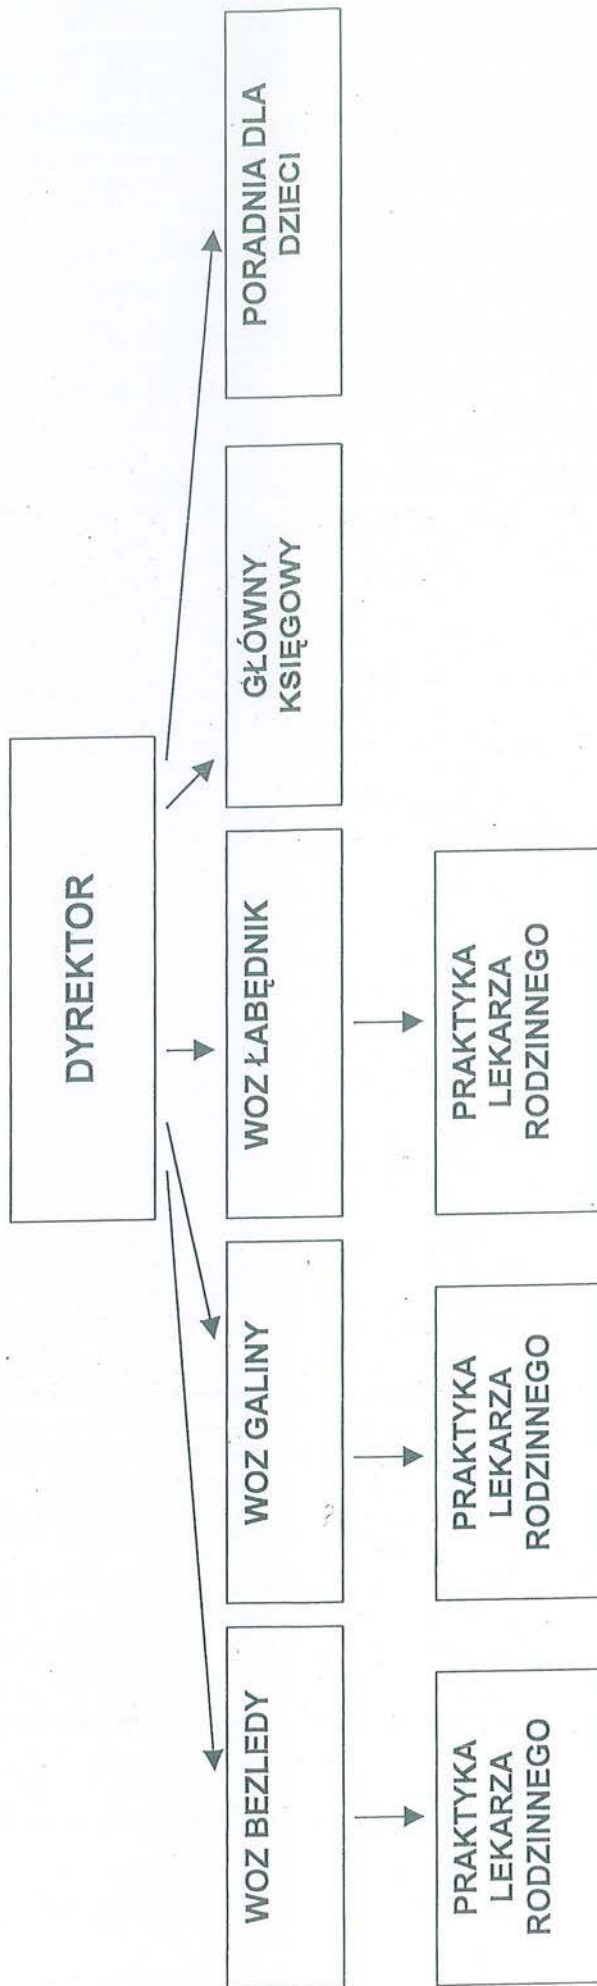 DYREKTOR
WOZ BEZLEDY
WOZ GALINY
WOZ ŁABĘDNIK
GŁÓWNY
KSIĘGOWY
PORADNIA DLA
DZIECI
PRAKTYKA
LEKARZA
RODZINNEGO
PRAKTYKA
LEKARZA
RODZINNEGO
PRAKTYKA
LEKARZA
RODZINNEGO